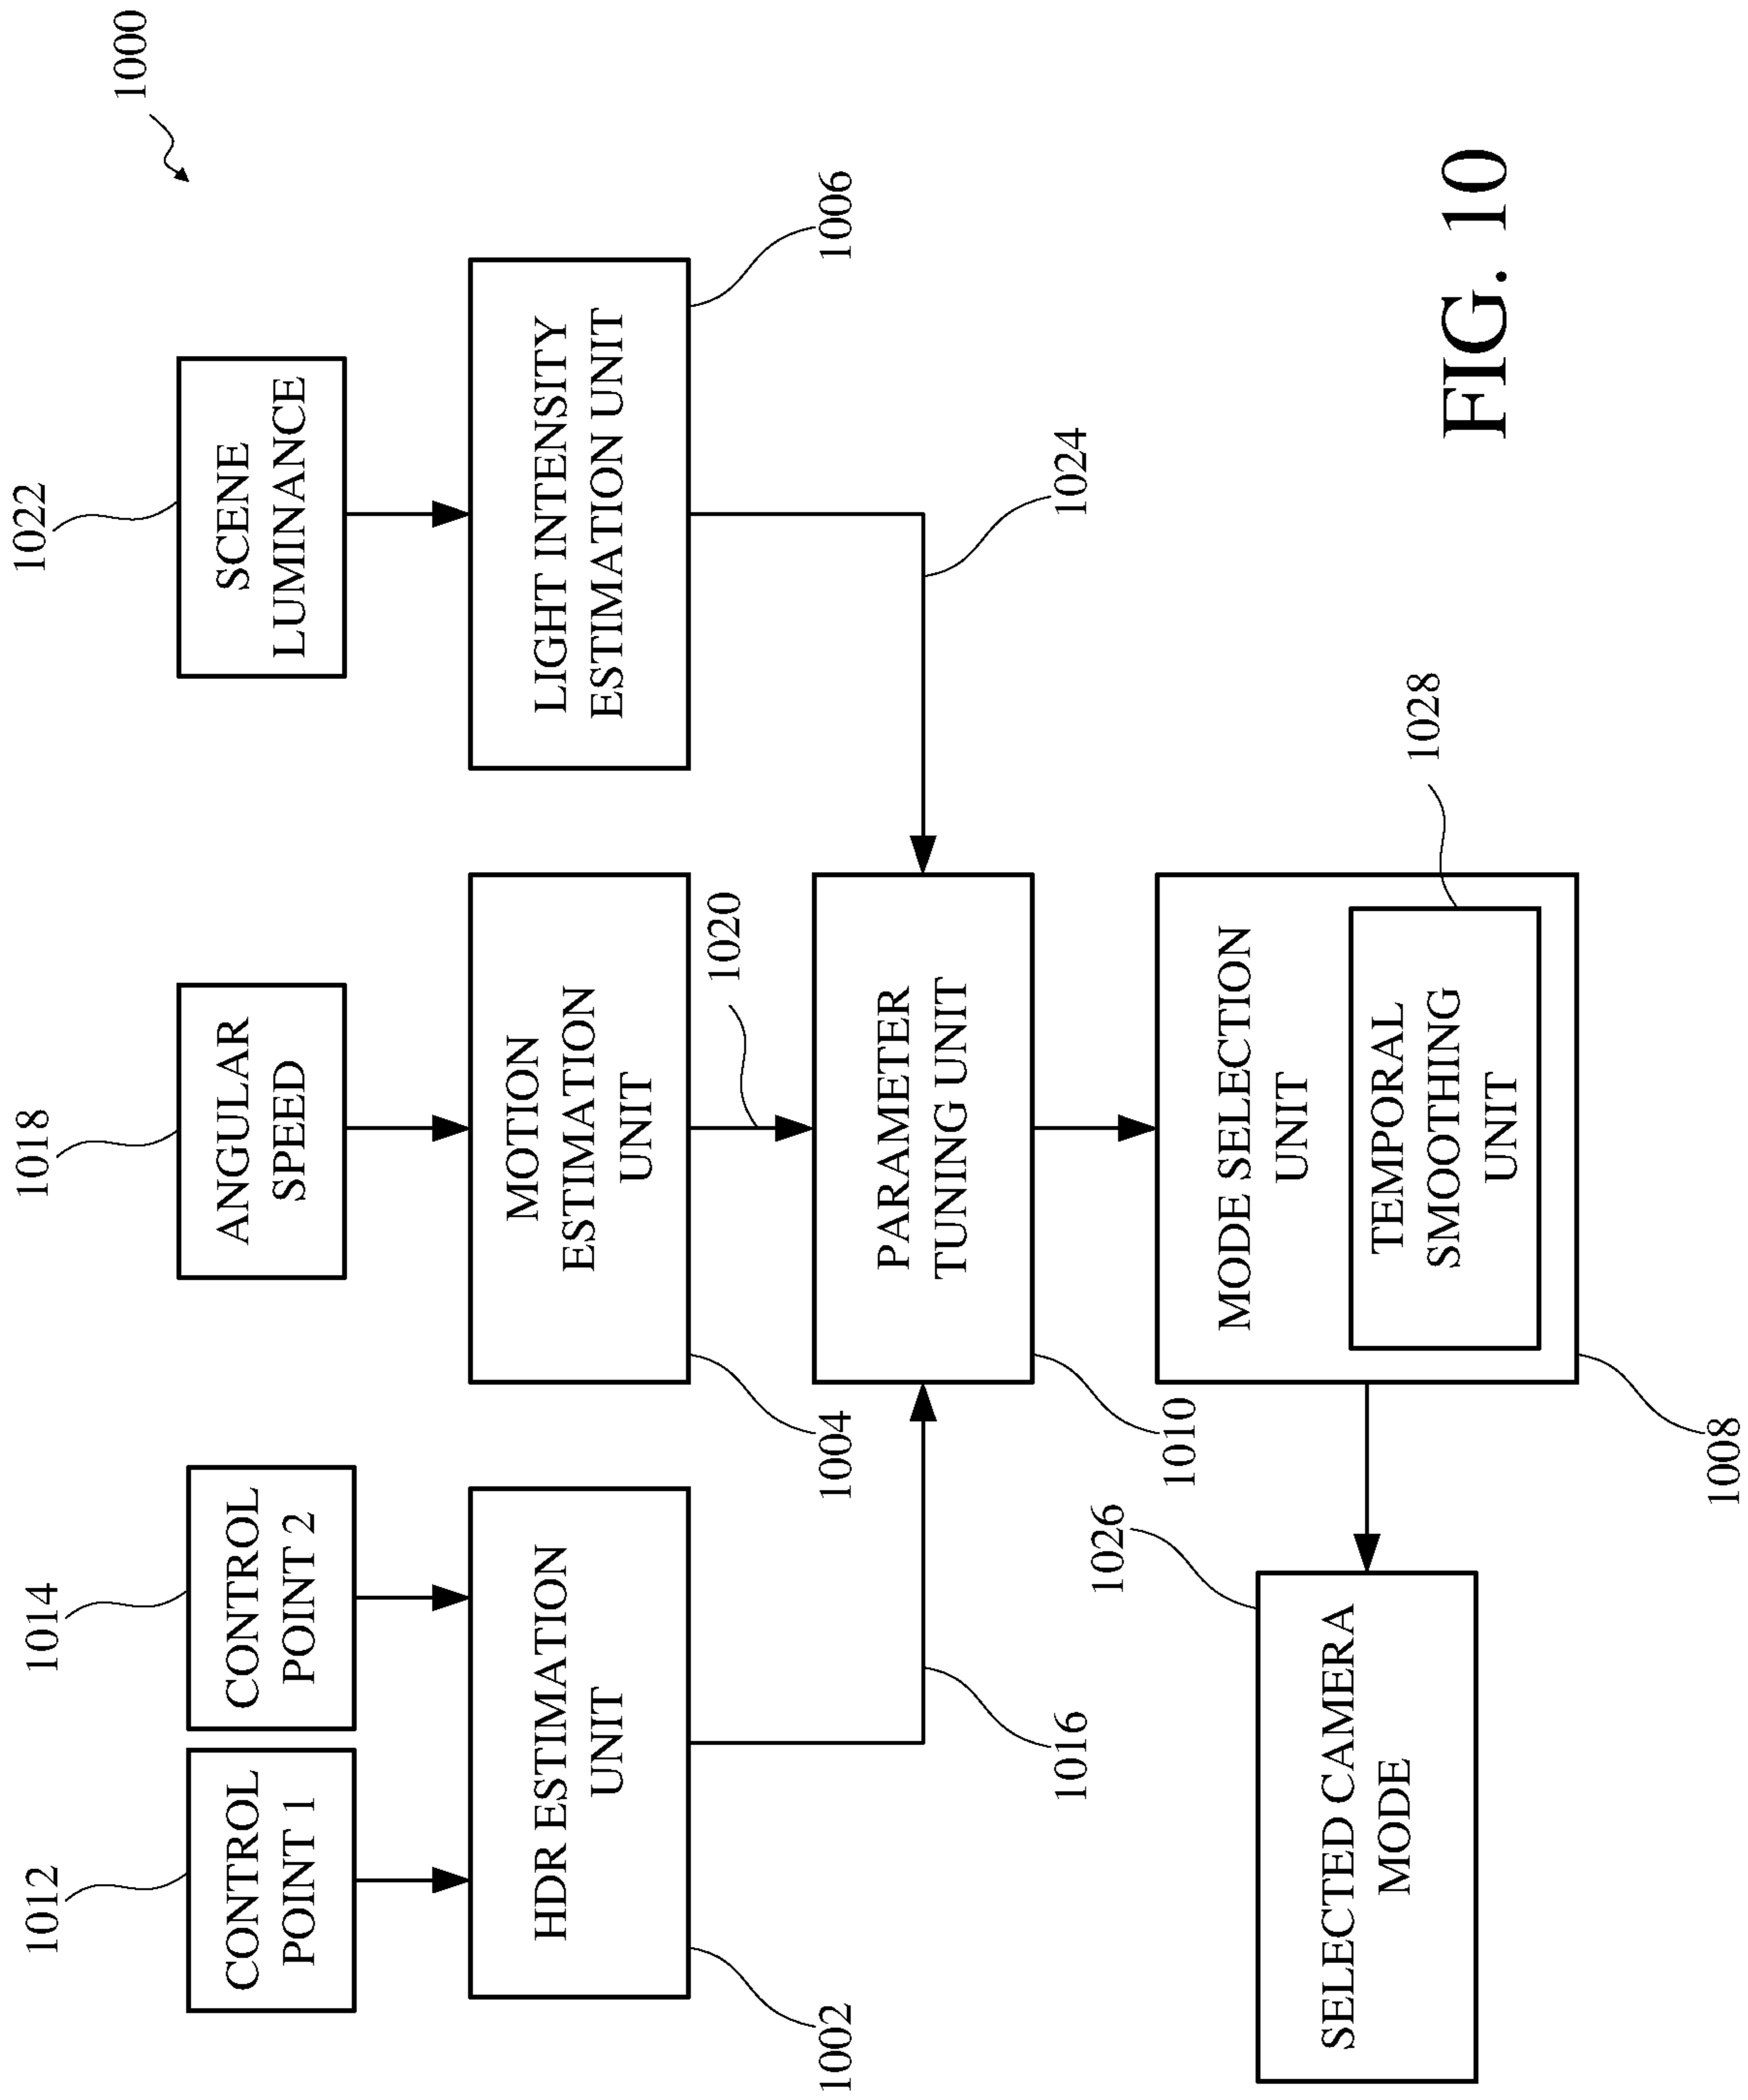 1000
1012
1014
1018
1022
CONTROL
POINT 1
CONTROL
POINT 2
ANGULAR
SPEED
SCENE
LUMINANCE
HDR ESTIMATION
UNIT
MOTION
ESTIMATION
UNIT
LIGHT INTENSITY
ESTIMATION UNIT
1002
1004
1020
1006
PARAMETER
TUNING UNIT
1016
1010
1024
1026
MODE SELECTION
UNIT
SELECTED CAMERA
MODE
TEMPORAL
SMOOTHING
UNIT
1028
1008
FIG. 10